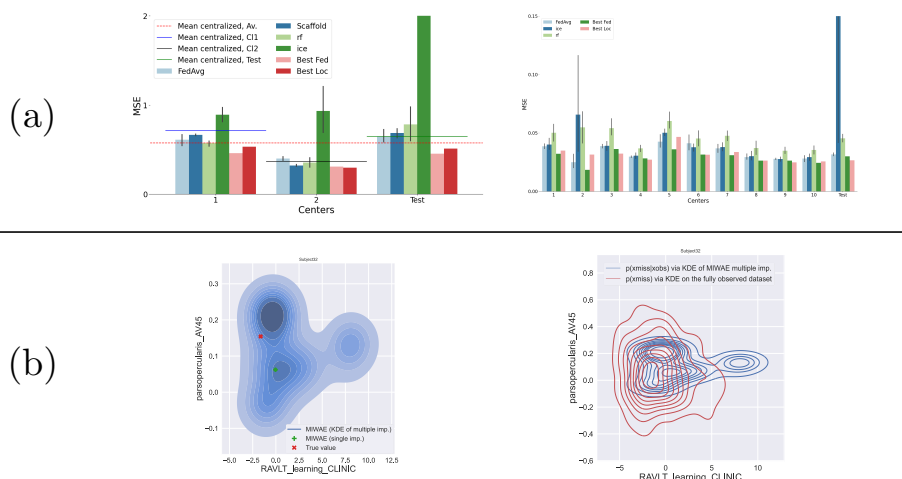 (a)
MSE
2
1
0
Mean centralized, Av.
Mean centralized, Cl1
Mean centralized, Cl2
Mean centralized, Test
FedAvg
Scaffold
rf
ice
Best Fed
Best Loc
1 2 Test
Centers
MSE
0.15
0.10
0.05
0.00
FedAvg
ice
rf
Best Fed
Best Loc
1 2 3 4 5 6 7 8 9 10 Test
Centers
(b)
Subject32
parsopercularis_AV45
0.3
0.2
0.1
0.0
−0.1
MIWAE (KDE of multiple imp.)
MIWAE (single imp.)
True value
−5.0 −2.5 0.0 2.5 5.0 7.5 10.0 12.5
RAVLT_learning_CLINIC
Subject32
parsopercularis_AV45
0.8
0.6
0.4
0.2
0.0
−0.2
−0.4
−0.6
p(xmiss|xobs) via KDE of MIWAE multiple imp.
p(xmiss) via KDE on the fully observed dataset
−5 0 5 10
RAVLT_learning_CLINIC